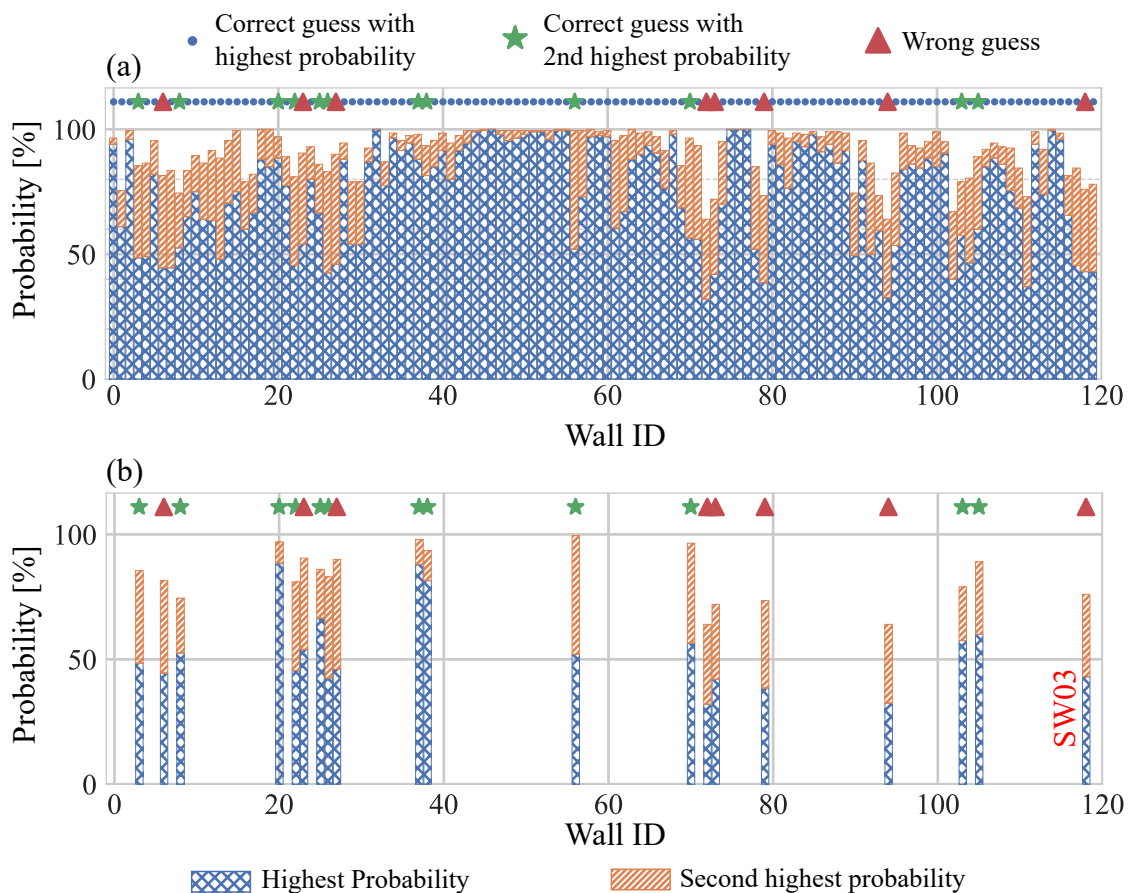 Correct guess with
highest probability
Correct guess with
2nd highest probability
Wrong guess
(a)
Probability [%]
100
50
0
0 20 40 60 80 100 120
Wall ID
(b)
Probability [%]
100
50
0
SW03
0 20 40 60 80 100 120
Wall ID
Highest Probability
Second highest probability